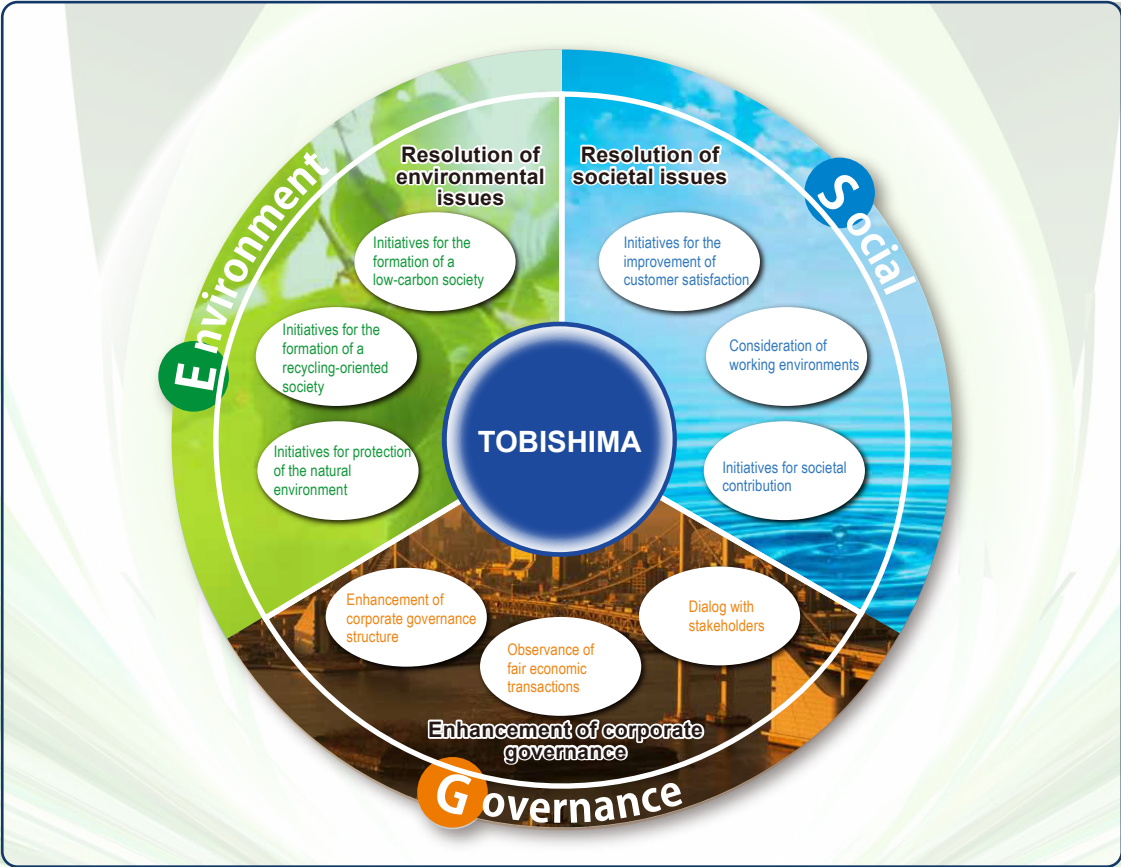 Environment
Resolution of
environmental
issues
Initiatives for the
formation of a
low-carbon society
Initiatives for the
formation of a
recycling-oriented
society
Initiatives for protection
of the natural
environment
Social
Resolution of
societal issues
Initiatives for the
improvement of
customer satisfaction
Consideration of
working environments
Initiatives for societal
contribution
TOBISHIMA
Enhancement of
corporate governance
structure
Observance of
fair economic
transactions
Dialog with
stakeholders
Enhancement of corporate
governance
Governance